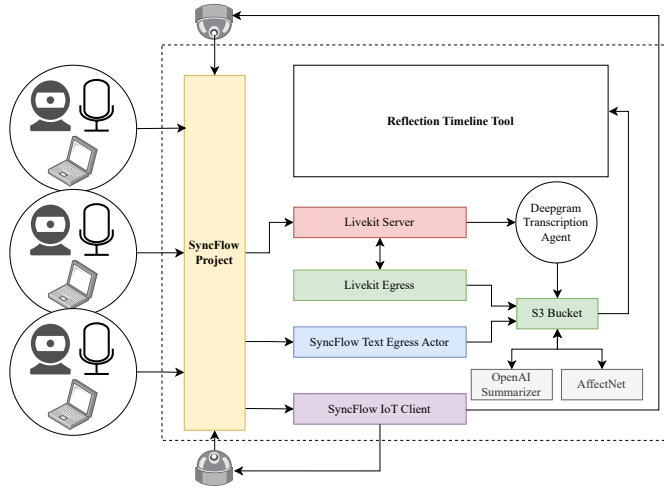 Reflection Timeline Tool
SyncFlow
Project
Livekit Server
Deepgram
Transcription
Agent
Livekit Egress
S3 Bucket
SyncFlow Text Egress Actor
OpenAI
Summarizer
AffectNet
SyncFlow IoT Client